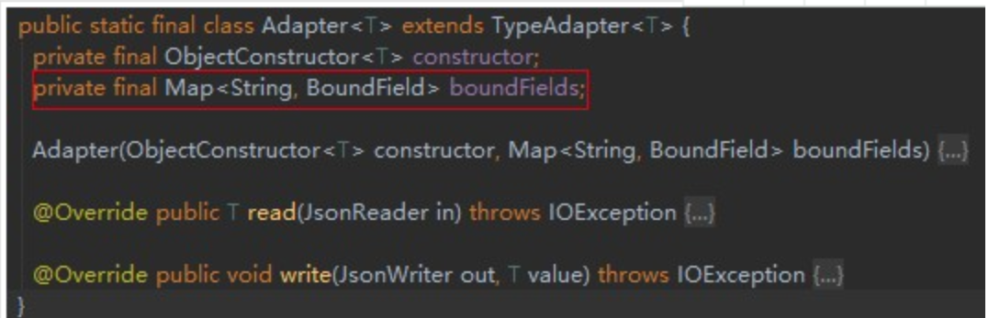 public static final class Adapter<T> extends TypeAdapter<T> {
private final ObjectConstructor<T> constructor;
private final Map<String, BoundField> boundFields;
Adapter(ObjectConstructor<T> constructor, Map<String, BoundField> boundFields) {...}
@Override public T read(JsonReader in) throws IOException {...}
@Override public void write(JsonWriter out, T value) throws IOException {...}
}